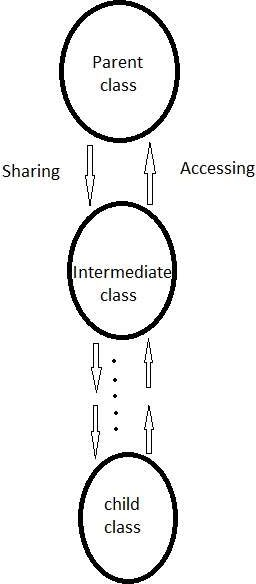 Parent
class
Sharing
Accessing
Intermediate
class
child
class